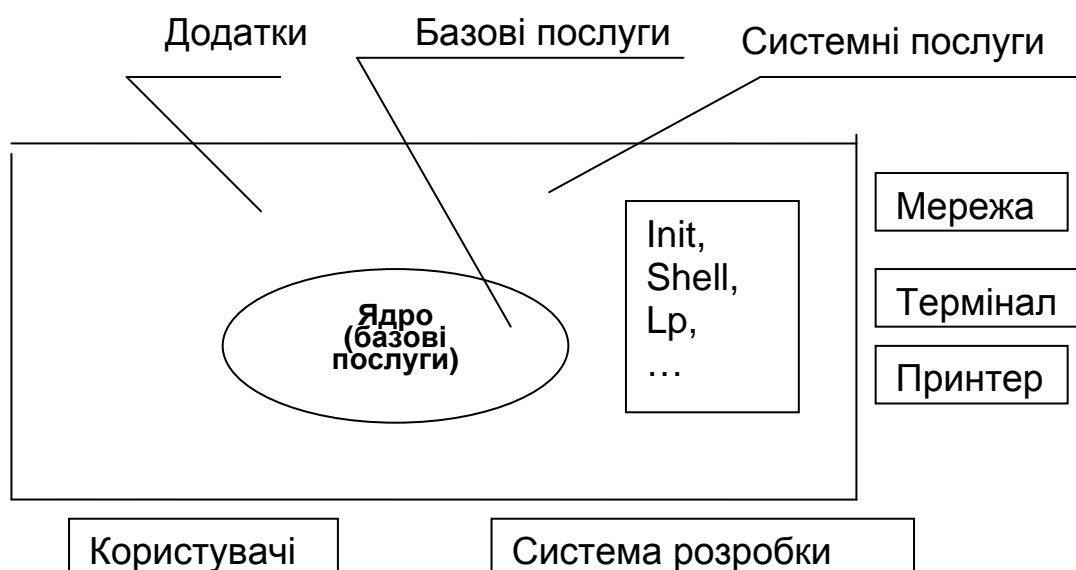 Додатки
Базові послуги
Системні послуги
Init,
Shell,
Lp,
…
Ядро
(базові
послуги)
Мережа
Термінал
Принтер
Користувачі
Система розробки